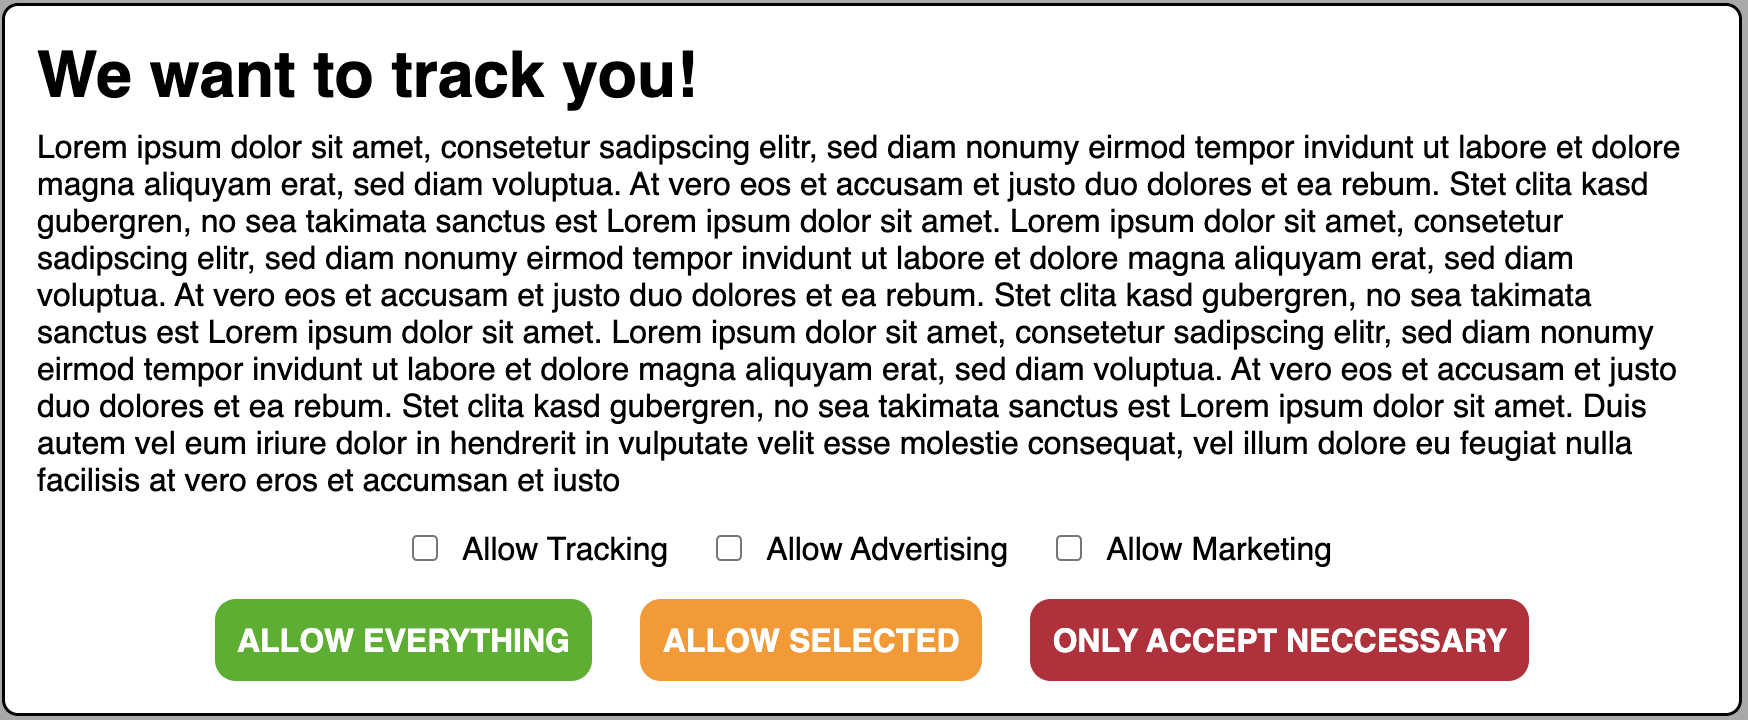 We want to track you!
Lorem ipsum dolor sit amet, consetetur sadipscing elitr, sed diam nonumy eirmod tempor invidunt ut labore et dolore
magna aliquyam erat, sed diam voluptua. At vero eos et accusam et justo duo dolores et ea rebum. Stet clita kasd
gubergren, no sea takimata sanctus est Lorem ipsum dolor sit amet. Lorem ipsum dolor sit amet, consetetur
sadipscing elitr, sed diam nonumy eirmod tempor invidunt ut labore et dolore magna aliquyam erat, sed diam
voluptua. At vero eos et accusam et justo duo dolores et ea rebum. Stet clita kasd gubergren, no sea takimata
sanctus est Lorem ipsum dolor sit amet. Lorem ipsum dolor sit amet, consetetur sadipscing elitr, sed diam nonumy
eirmod tempor invidunt ut labore et dolore magna aliquyam erat, sed diam voluptua. At vero eos et accusam et justo
duo dolores et ea rebum. Stet clita kasd gubergren, no sea takimata sanctus est Lorem ipsum dolor sit amet. Duis
autem vel eum iriure dolor in hendrerit in vulputate velit esse molestie consequat, vel illum dolore eu feugiat nulla
facilisis at vero eros et accumsan et iusto
Allow Tracking Allow Advertising Allow Marketing
ALLOW EVERYTHING ALLOW SELECTED ONLY ACCEPT NECCESSARY